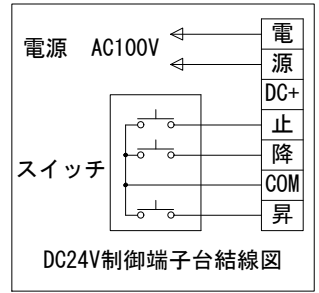 電源 AC100V
電
源
DC+
止
降
COM
昇
スイッチ
DC24V制御端子台結線図